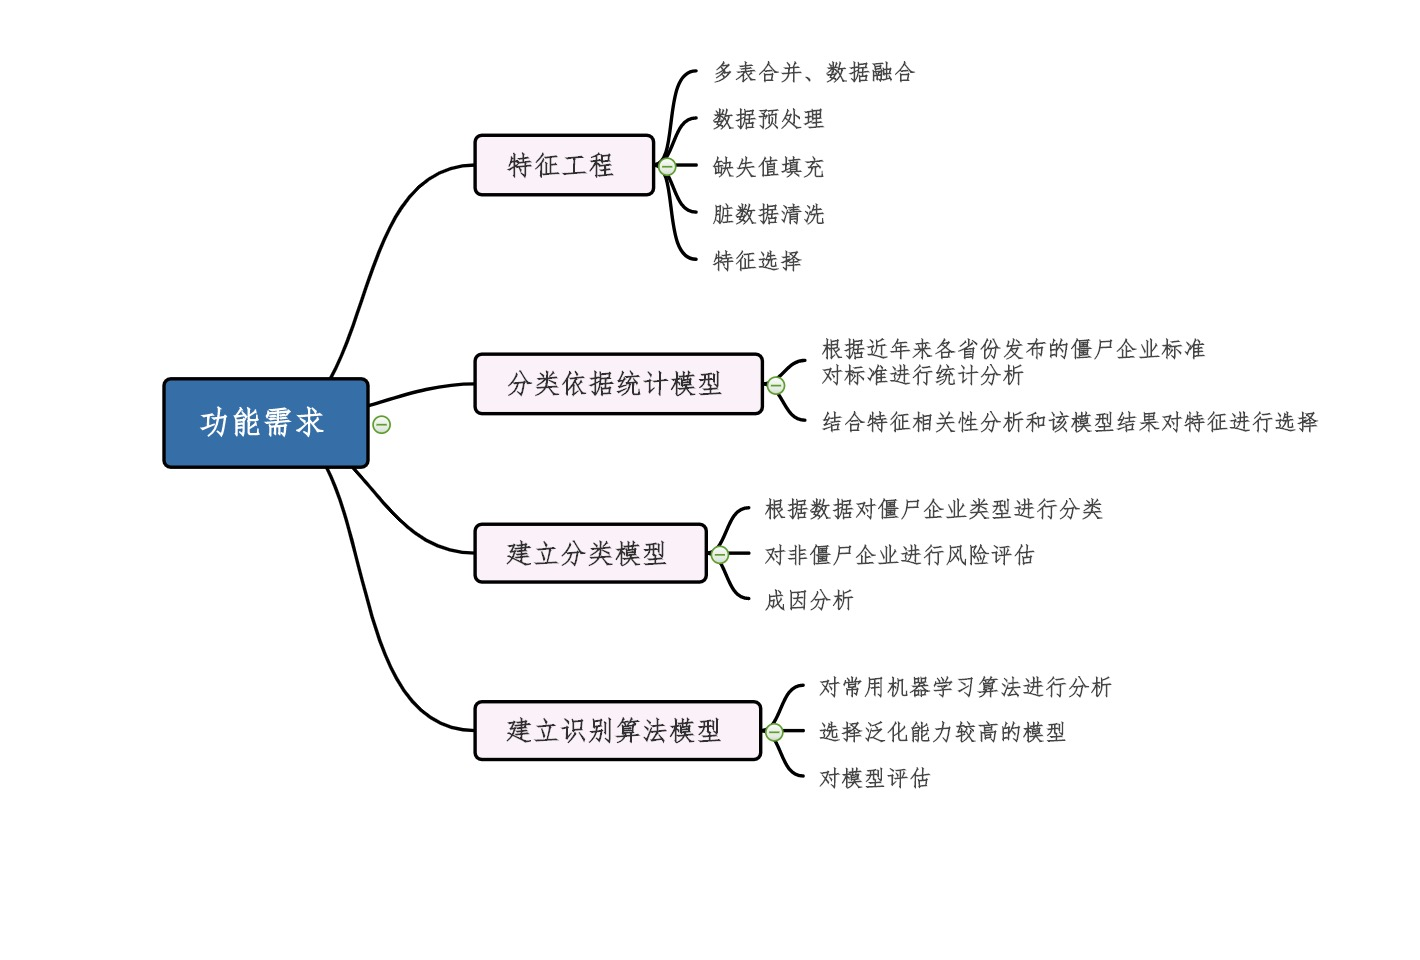 功能需求
特征工程
多表合并、数据融合
数据预处理
缺失值填充
脏数据清洗
特征选择
分类依据统计模型
根据近年来各省份发布的僵尸企业标准
对标准进行统计分析
结合特征相关性分析和该模型结果对特征进行选择
建立分类模型
根据数据对僵尸企业类型进行分类
对非僵尸企业进行风险评估
成因分析
建立识别算法模型
对常用机器学习算法进行分析
选择泛化能力较高的模型
对模型评估